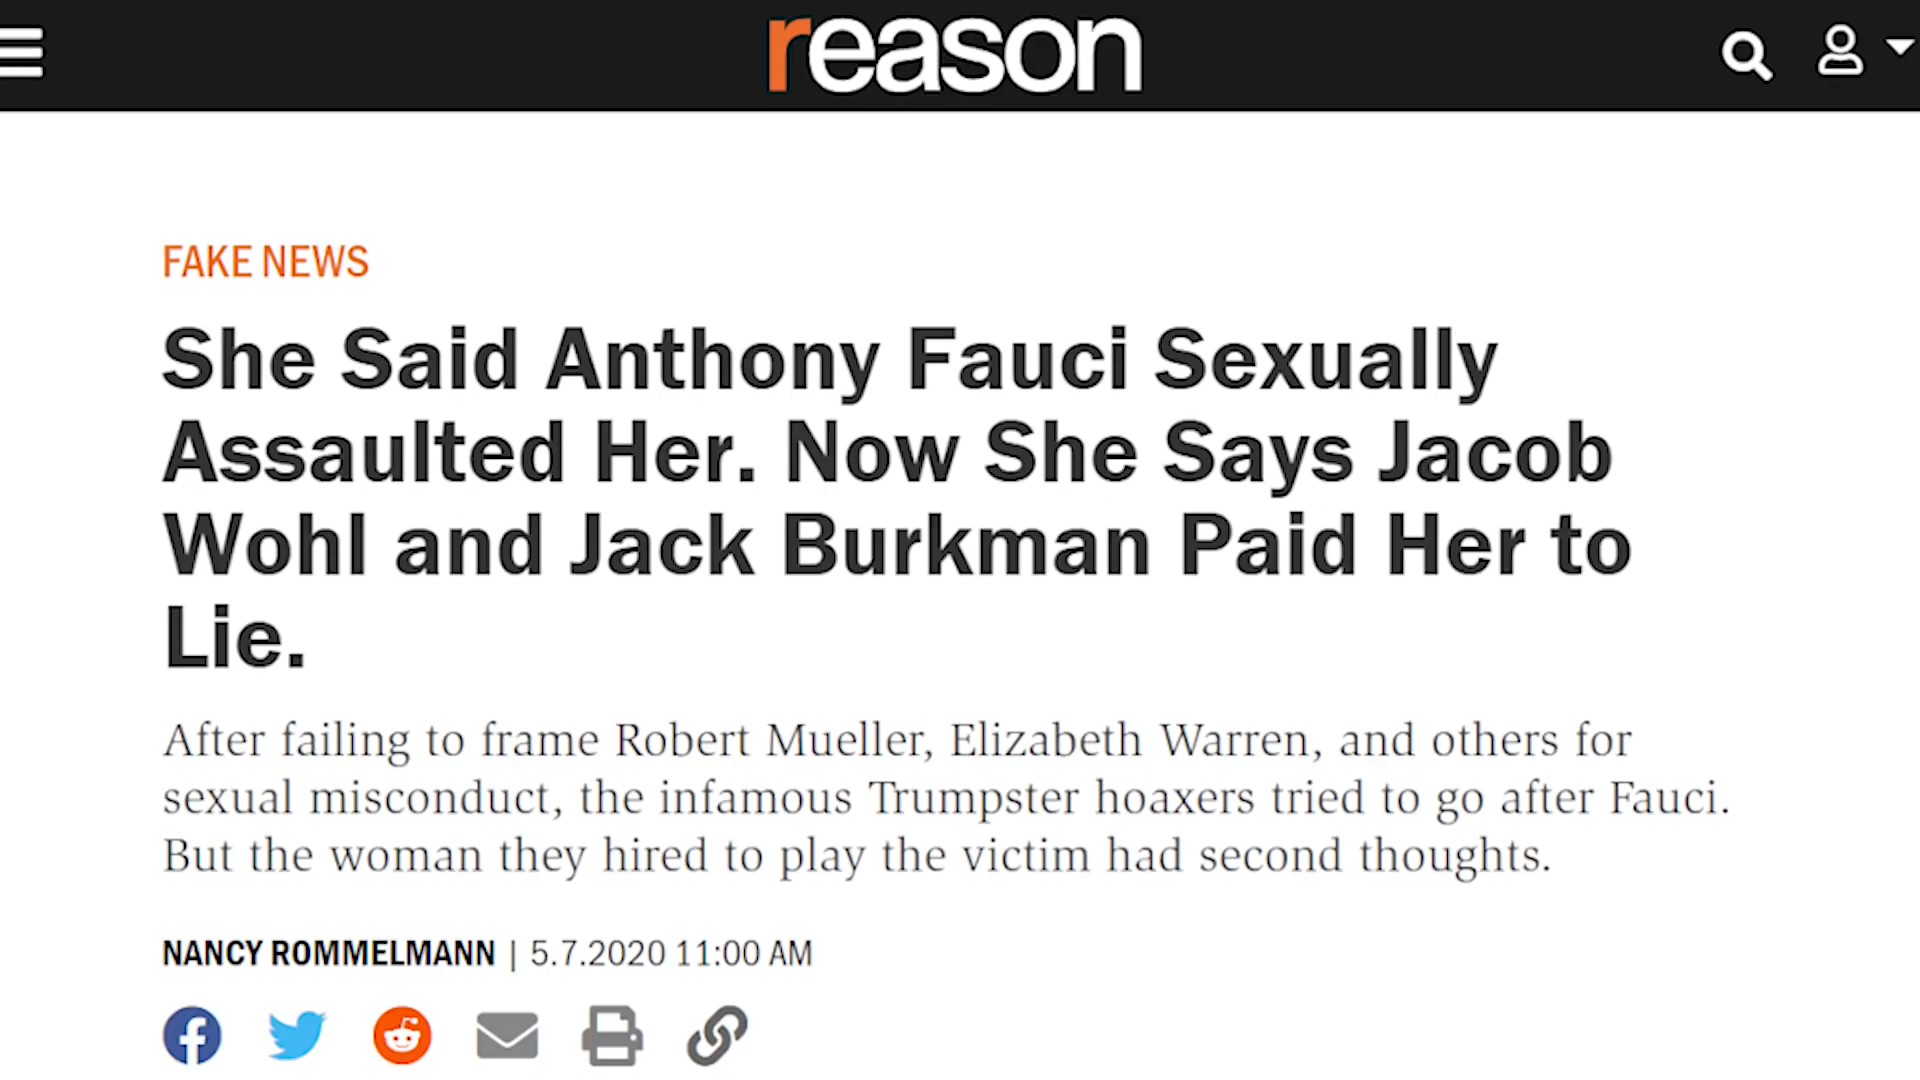 reason
FAKE NEWS
She Said Anthony Fauci Sexually
Assaulted Her. Now She Says Jacob
Wohl and Jack Burkman Paid Her to
Lie.
After failing to frame Robert Mueller, Elizabeth Warren, and others for
sexual misconduct, the infamous Trumpster hoaxers tried to go after Fauci.
But the woman they hired to play the victim had second thoughts.
NANCY ROMMELMANN | 5.7.2020 11:00 AM